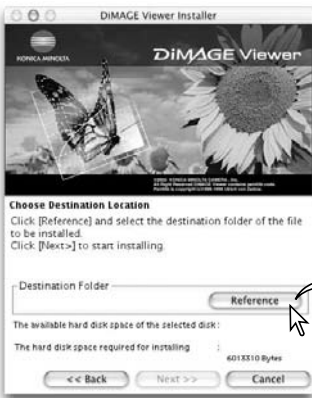 DiMAGE Viewer Installer
KONICA MINOLTA
DiMAGE Viewer
Choose Destination Location
Click [Reference] and select the destination folder of the file
to be installed.
Click [Next>] to start installing.
Destination Folder
Reference
The available hard disk space of the selected disk:
The hard disk space required for installing :
6013310 Bytes
<< Back
Next >>
Cancel